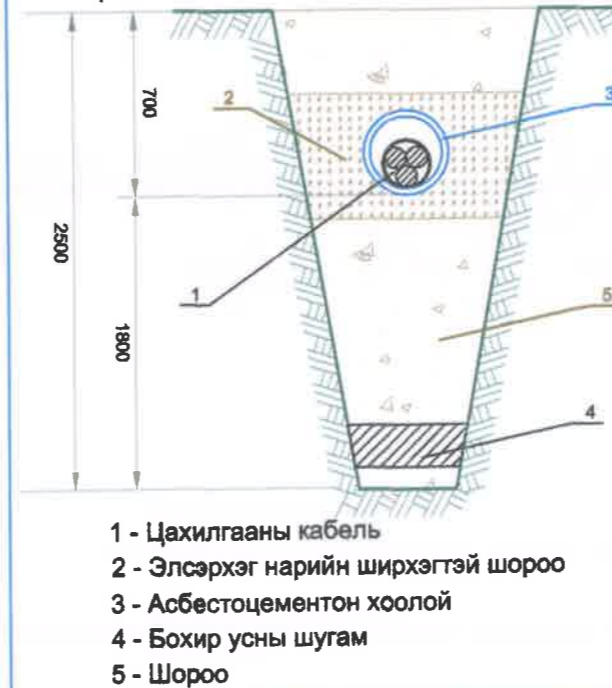 700
2
3
2500
1
1800
5
4
1 - Цахилгааны кабель
2 - Элсэрхэг нарийн ширхэгтэй шороо
3 - Асбестоцементон хоолой
4 - Бохир усны шугам
5 - Шороо